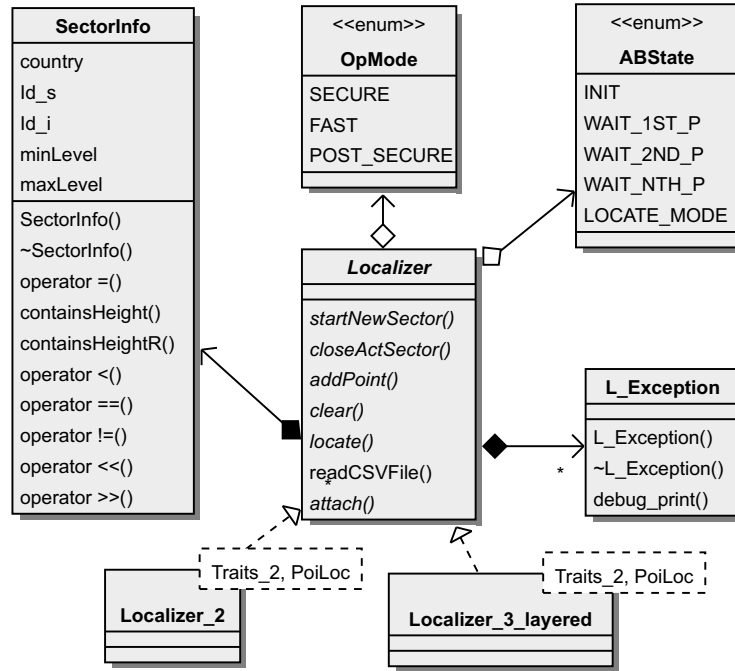 SectorInfo
country
Id_s
Id_i
minLevel
maxLevel
SectorInfo()
~SectorInfo()
operator =()
containsHeight()
containsHeightR()
operator <()
operator ==()
operator !=()
operator <<()
operator >>()
<<enum>>
OpMode
SECURE
FAST
POST_SECURE
<<enum>>
ABState
INIT
WAIT_1ST_P
WAIT_2ND_P
WAIT_NTH_P
LOCATE_MODE
Localizer
startNewSector()
closeActSector()
addPoint()
clear()
locate()
readCSVFile()
*
attach()
L_Exception
L_Exception()
~L_Exception()
debug_print()
*
Traits_2, PoiLoc
Localizer_2
Traits_2, PoiLoc
Localizer_3_layered